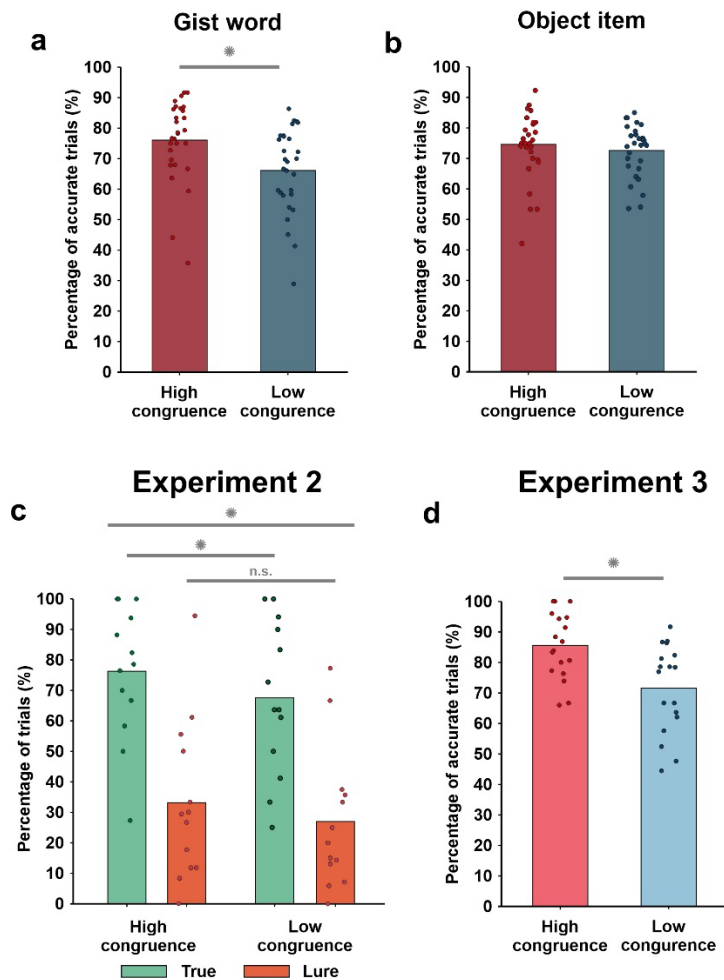 Gist word
Object item
a
b
✺
100
90
80
70
60
50
40
30
20
10
0
Percentage of accurate trials (%)
High
congruence
Low
congurence
100
90
80
70
60
50
40
30
20
10
0
Percentage of accurate trials (%)
High
congruence
Low
congurence
Experiment 2
Experiment 3
c
d
✺
✺
n.s.
100
90
80
70
60
50
40
30
20
10
0
Percentage of trials (%)
High
congruence
Low
congruence
True
Lure
✺
100
90
80
70
60
50
40
30
20
10
0
Percentage of accurate trials (%)
High
congruence
Low
congurence